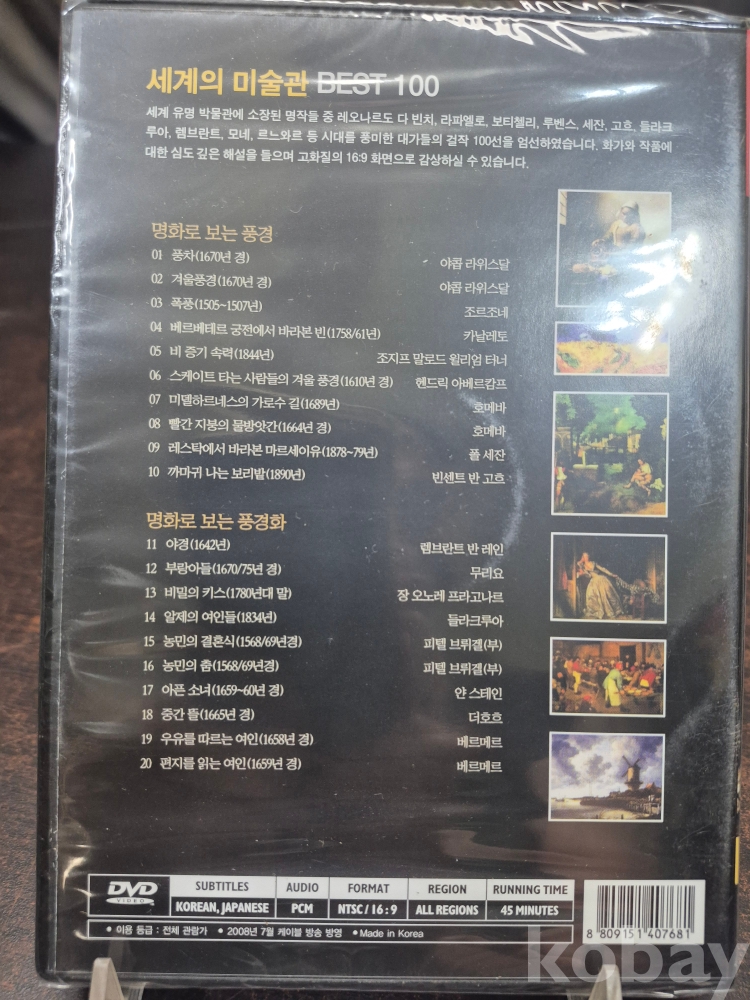 세계의 미술관 BEST 100
세계 유명 박물관에 소장된 명작들 중 레오나르도 다 빈치, 라파엘로, 보티첼리, 루벤스, 세잔, 고흐, 들라크
루아, 렘브란트, 모네, 르느와르 등 시대를 풍미한 대가들의 걸작 100선을 엄선하였습니다. 화가와 작품에
대한 심도 깊은 해설을 들으며 고화질의 16:9 화면으로 감상하실 수 있습니다.
명화로 보는 풍경
01 풍차(1670년 경) 야콥 라위스달
02 겨울풍경(1670년 경) 야콥 라위스달
03 폭풍(1505~1507년) 조르조네
04 베르베테르 궁전에서 바라본 빈(1758/61년) 카날레토
05 비 증기 속력(1844년) 조지프 말로드 윌리엄 터너
06 스케이트 타는 사람들의 겨울 풍경(1610년 경) 헨드릭 아베르캄프
07 미델하르네스의 가로수 길(1689년) 호메바
08 빨간 지붕의 물방앗간(1664년 경) 호메바
09 레스탁에서 바라본 마르세이유(1878~79년) 폴 세잔
10 까마귀 나는 보리밭(1890년) 빈센트 반 고흐
명화로 보는 풍경화
11 야경(1642년) 렘브란트 반 레인
12 부랑아들(1670/75년 경) 무리요
13 비밀의 키스(1780년대 말) 장 오노레 프라고나르
14 알제의 여인들(1834년) 들라크루아
15 농민의 결혼식(1568/69년경) 피텔 브뤼겔(부)
16 농민의 춤(1568/69년경) 피텔 브뤼겔(부)
17 아픈 소녀(1659~60년 경) 얀 스테인
18 중간 뜰(1665년 경) 더호흐
19 우유를 따르는 여인(1658년 경) 베르메르
20 편지를 읽는 여인(1659년 경) 베르메르
DVD VIDEO
SUBTITLES AUDIO FORMAT REGION RUNNING TIME
KOREAN, JAPANESE PCM NTSC / 16 : 9 ALL REGIONS 45 MINUTES
● 이용 등급 : 전체 관람가 ● 2008년 7월 케이블 방송 방영 ● Made in Korea
8 809151 407681
kobay